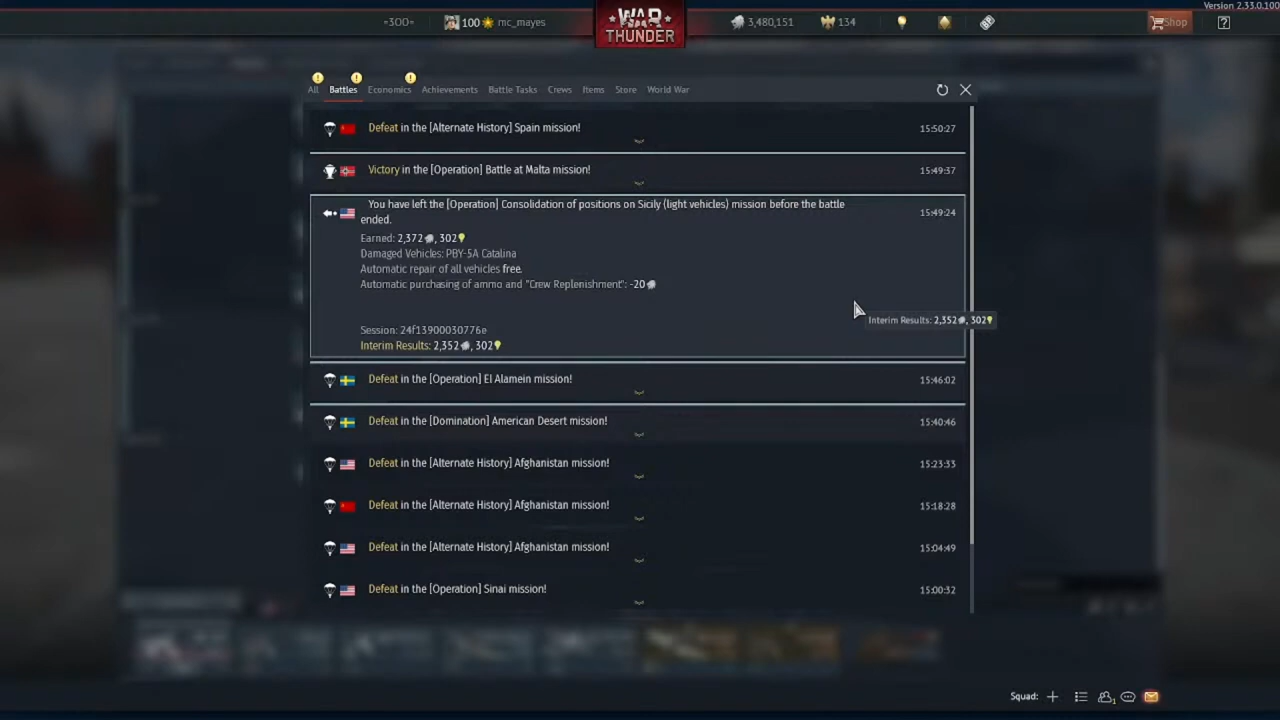 Version 2.33.0.100
=3OO= 100 mc_mayes WAR THUNDER 3,480,151 134 Shop ?
All Battles Economics Achievements Battle Tasks Crews Items Store World War
Defeat in the [Alternate History] Spain mission! 15:50:27
Victory in the [Operation] Battle at Malta mission! 15:49:37
You have left the [Operation] Consolidation of positions on Sicily (light vehicles) mission before the battle 15:49:24
ended.
Earned: 2,372, 302
Damaged Vehicles: PBY-5A Catalina
Automatic repair of all vehicles free.
Automatic purchasing of ammo and "Crew Replenishment": -20
Interim Results: 2,352, 302
Session: 24f13900030776e
Interim Results: 2,352, 302
Defeat in the [Operation] El Alamein mission! 15:46:02
Defeat in the [Domination] American Desert mission! 15:40:46
Defeat in the [Alternate History] Afghanistan mission! 15:23:33
Defeat in the [Alternate History] Afghanistan mission! 15:18:28
Defeat in the [Alternate History] Afghanistan mission! 15:04:49
Defeat in the [Operation] Sinai mission! 15:00:32
Squad: + 1